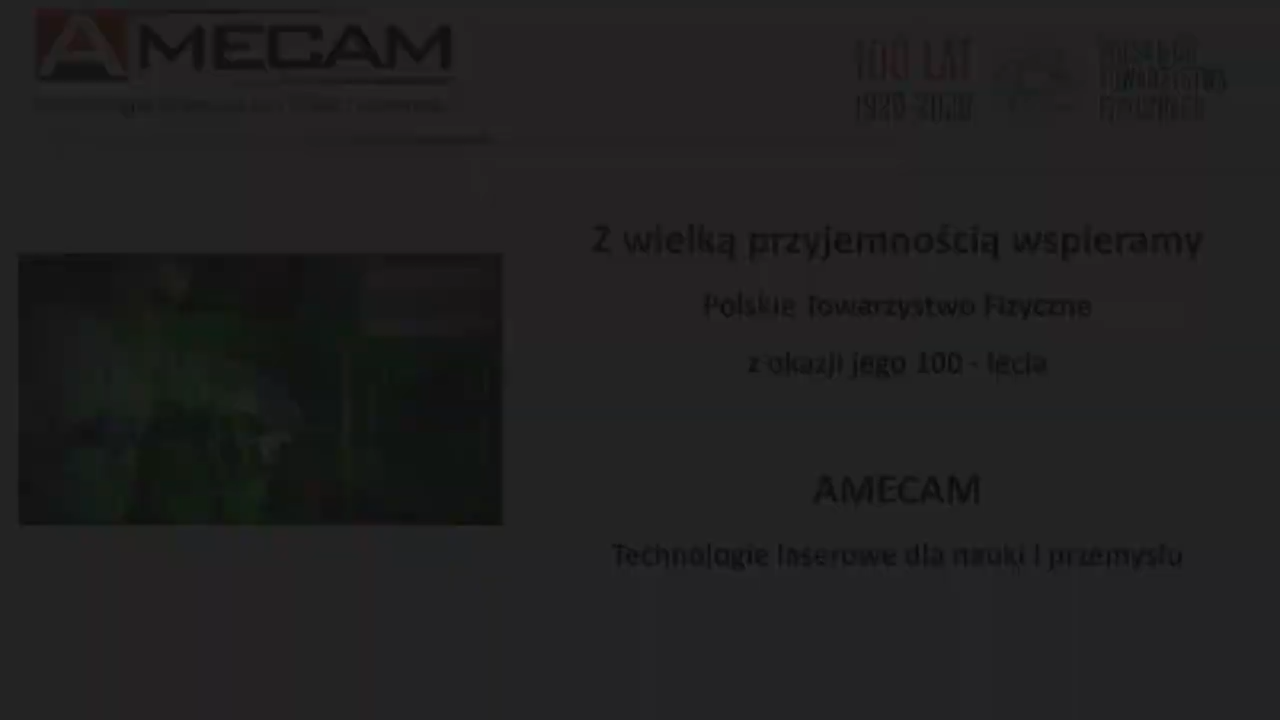 AMECAM
100 LAT
1920-2020
TOWARZYSTWA
Z wielką przyjemnością wspieramy
Polskie Towarzystwo Fizyczne
z okazji jego 100 - lecia
AMECAM
Technologie laserowe dla nauki i przemysłu